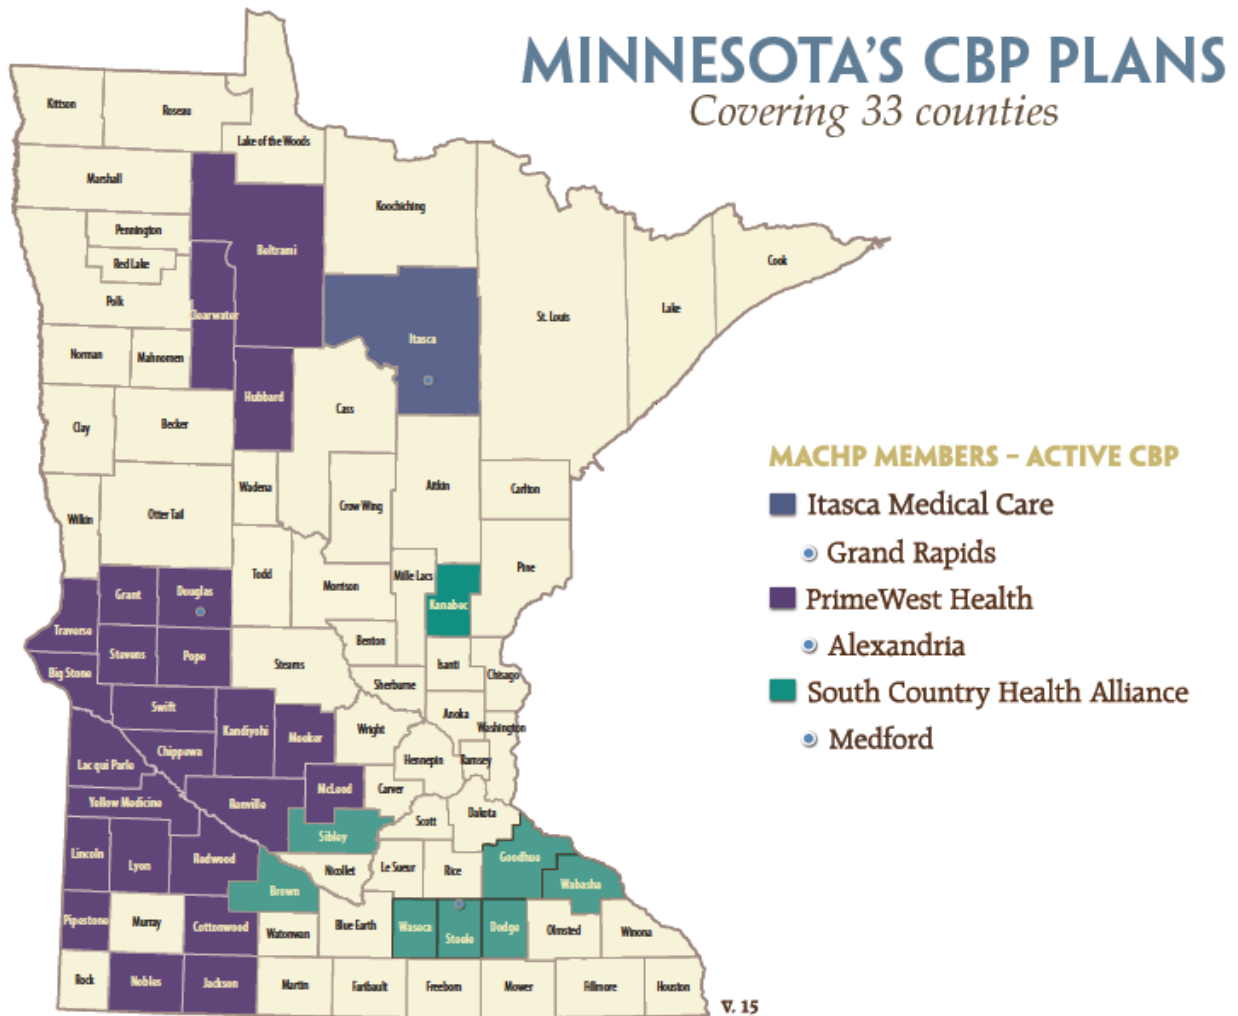 MINNESOTA'S CBP PLANS
Covering 33 counties
Kittson
Roseau
Lake of the Woods
Marshall
Koochiching
Pennington
Beltrami
Red Lake
Cook
Polk
Clearwater
St. Louis
Lake
Itasca
Norman
Mahnomen
Hubbard
Cass
Clay
Becker
MACHP MEMBERS – ACTIVE CBP
Itasca Medical Care
Grand Rapids
PrimeWest Health
Alexandria
South Country Health Alliance
Medford
Wadena
Aitkin
Carlton
Crow Wing
Wilkin
Otter Tail
Todd
Morrison
Mille Lacs
Pine
Grant
Douglas
Kanabec
Traverse
Benton
Stevens
Pope
Stearns
Isanti
Big Stone
Chisago
Sherburne
Swift
Anoka
Kandiyohi
Meeker
Wright
Washington
Chippewa
Hennepin
Ramsey
Lac qui Parle
McLeod
Carver
Yellow Medicine
Renville
Dakota
Scott
Sibley
Lincoln
Lyon
Redwood
Nicollet
Le Sueur
Rice
Goodhue
Wabasha
Brown
Pipestone
Murray
Cottonwood
Watonwan
Blue Earth
Waseca
Steele
Dodge
Olmsted
Winona
Rock
Nobles
Jackson
Martin
Faribault
Freeborn
Mower
Fillmore
Houston
V. 15